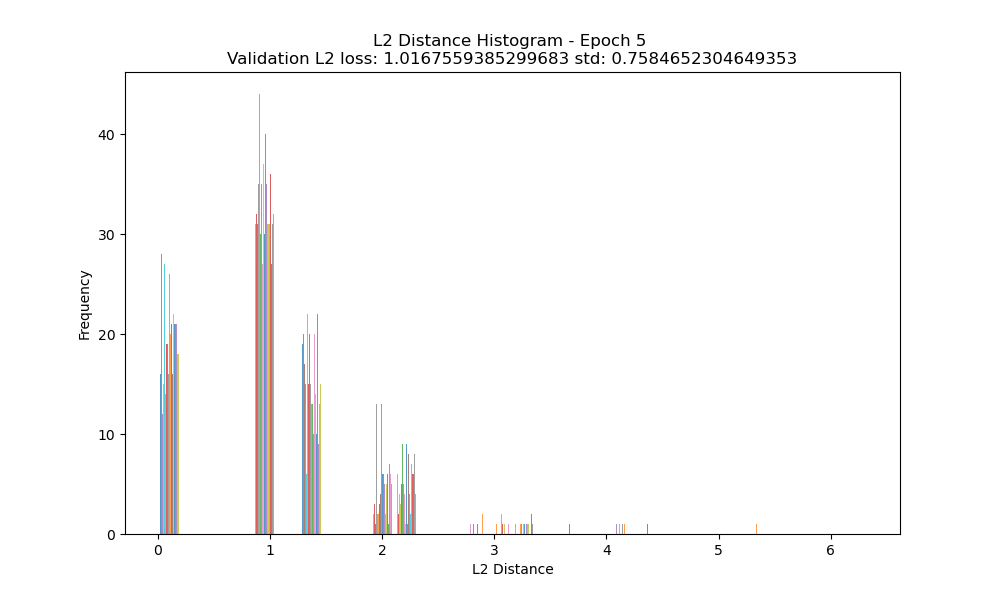 L2 Distance Histogram - Epoch 5
Validation L2 loss: 1.0167559385299683 std: 0.7584652304649353
40
30
20
10
0
Frequency
0 1 2 3 4 5 6
L2 Distance